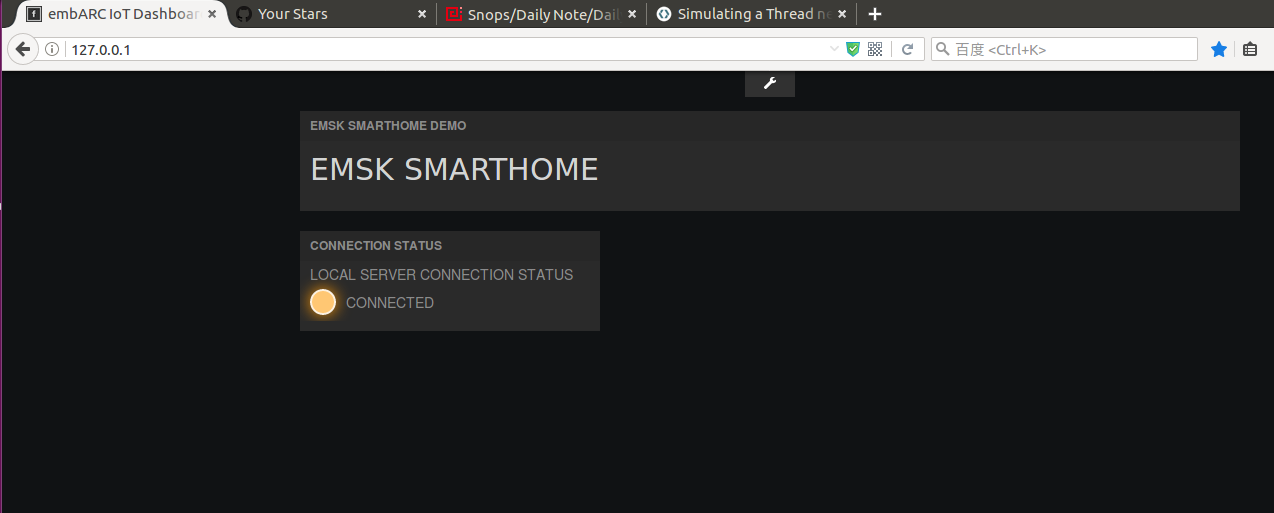 embARC IoT Dashboar
Your Stars
Snops/Daily Note/Dail
Simulating a Thread ne
127.0.0.1
百度 <Ctrl+K>
EMSK SMARTHOME DEMO
EMSK SMARTHOME
CONNECTION STATUS
LOCAL SERVER CONNECTION STATUS
CONNECTED